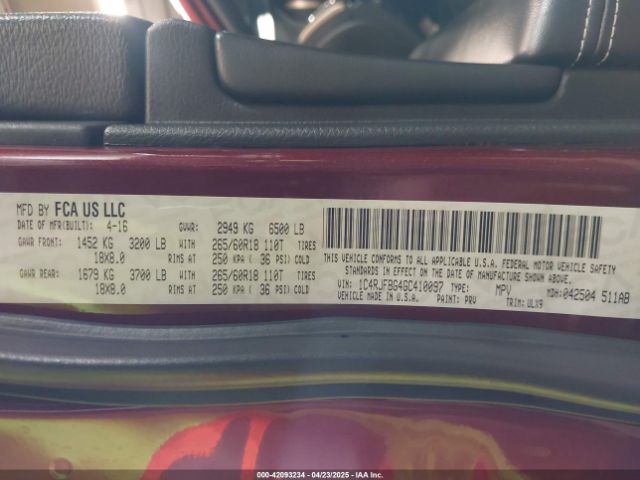 MFD BY FCA US LLC
DATE OF MFR(BUILT): 4-16 GVWR: 2949 KG 6500 LB
GAWR FRONT: 1452 KG 3200 LB WITH 265/60R18 110T TIRES
18X8.0 RIMS AT 250 KPA ( 36 PSI) COLD
GAWR REAR: 1679 KG 3700 LB WITH 265/60R18 110T TIRES
18X8.0 RIMS AT 250 KPA ( 36 PSI) COLD
THIS VEHICLE CONFORMS TO ALL APPLICABLE U.S.A. FEDERAL MOTOR VEHICLE SAFETY
STANDARDS IN EFFECT ON THE DATE OF MANUFACTURE SHOWN ABOVE.
VIN: 1C4RJFBG4GC410097 TYPE: MPV MDH: 042504 511AB
VEHICLE MADE IN U.S.A. PAINT: PRV TRIM: ULX9
000-42093234 - 04/23/2025 - IAAI.com